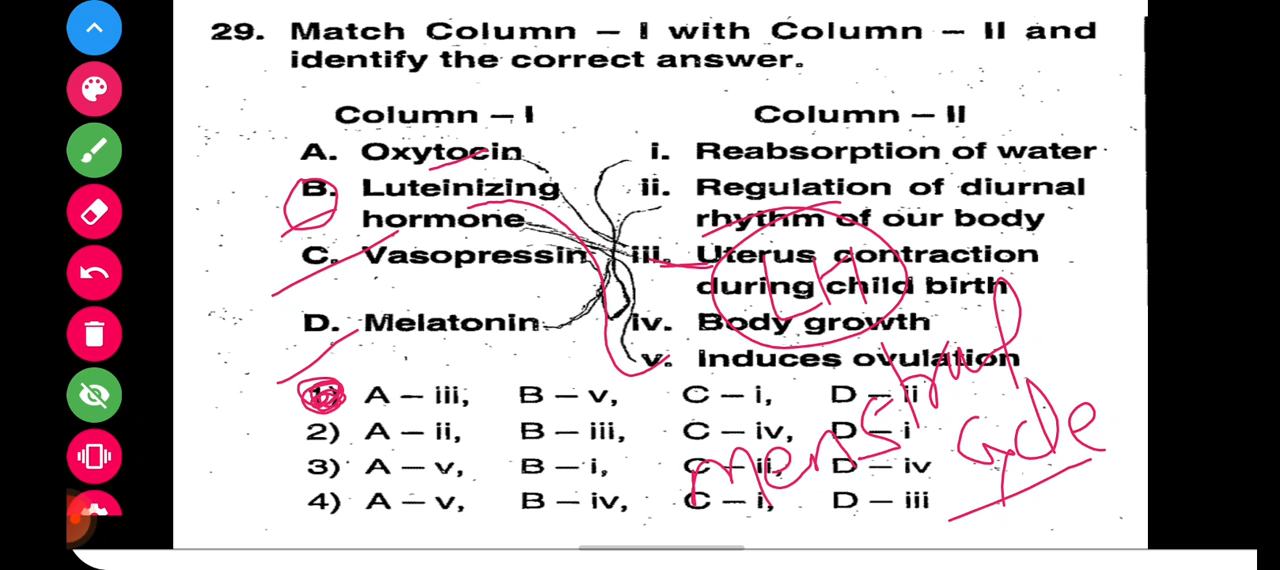 29. Match Column – I with Column – II and
identify the correct answer.
Column – I Column – II
A. Oxytocin i. Reabsorption of water
B. Luteinizing ii. Regulation of diurnal
hormone rhythm of our body
C. Vasopressin iii. Uterus contraction
during child birth
LH
D. Melatonin iv. Body growth
v. Induces ovulation
menstrual
cycle
1) A – iii, B – v, C – i, D – ii
2) A – ii, B – iii, C – iv, D – i
3) A – v, B – i, C – ii, D – iv
4) A – v, B – iv, C – i, D – iii